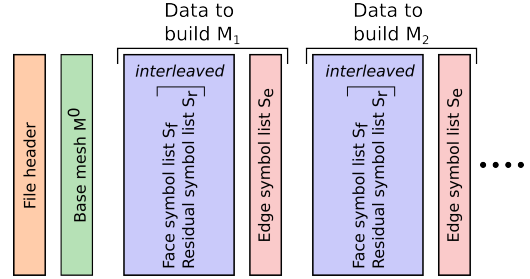 Data to
build M₁
Data to
build M₂
File header
Base mesh M⁰
interleaved
Face symbol list Sf
Residual symbol list Sr
Edge symbol list Se
interleaved
Face symbol list Sf
Residual symbol list Sr
Edge symbol list Se